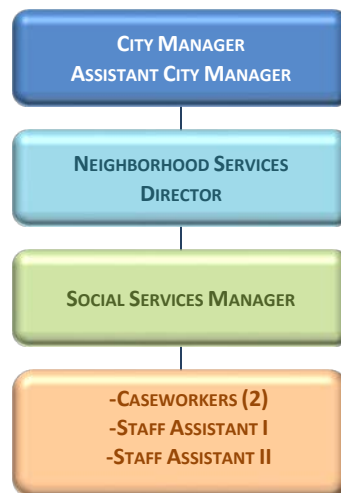 City Manager
Assistant City Manager
Neighborhood Services
Director
Social Services Manager
-Caseworkers (2)
-Staff Assistant I
-Staff Assistant II